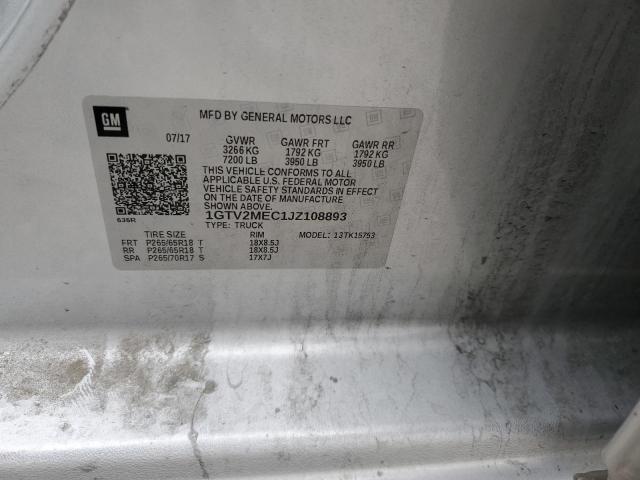 GM
MFD BY GENERAL MOTORS LLC
07/17 GVWR GAWR FRT GAWR RR
3266 KG 1792 KG 1792 KG
7200 LB 3950 LB 3950 LB
THIS VEHICLE CONFORMS TO ALL
APPLICABLE U.S. FEDERAL MOTOR
VEHICLE SAFETY STANDARDS IN EFFECT
ON THE DATE OF MANUFACTURE
SHOWN ABOVE.
635R 1GTV2MEC1JZ108893
TYPE: TRUCK
TIRE SIZE RIM MODEL: 13TK15753
FRT P265/65R18 T 18X8.5J
RR P265/65R18 T 18X8.5J
SPA P265/70R17 S 17X7J